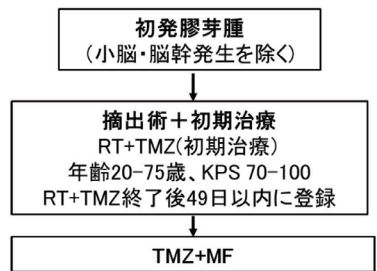 初発膠芽腫
(小脳・脳幹発生を除く)
摘出術＋初期治療
RT+TMZ(初期治療)
年齢20-75歳、KPS 70-100
RT+TMZ終了後49日以内に登録
TMZ+MF